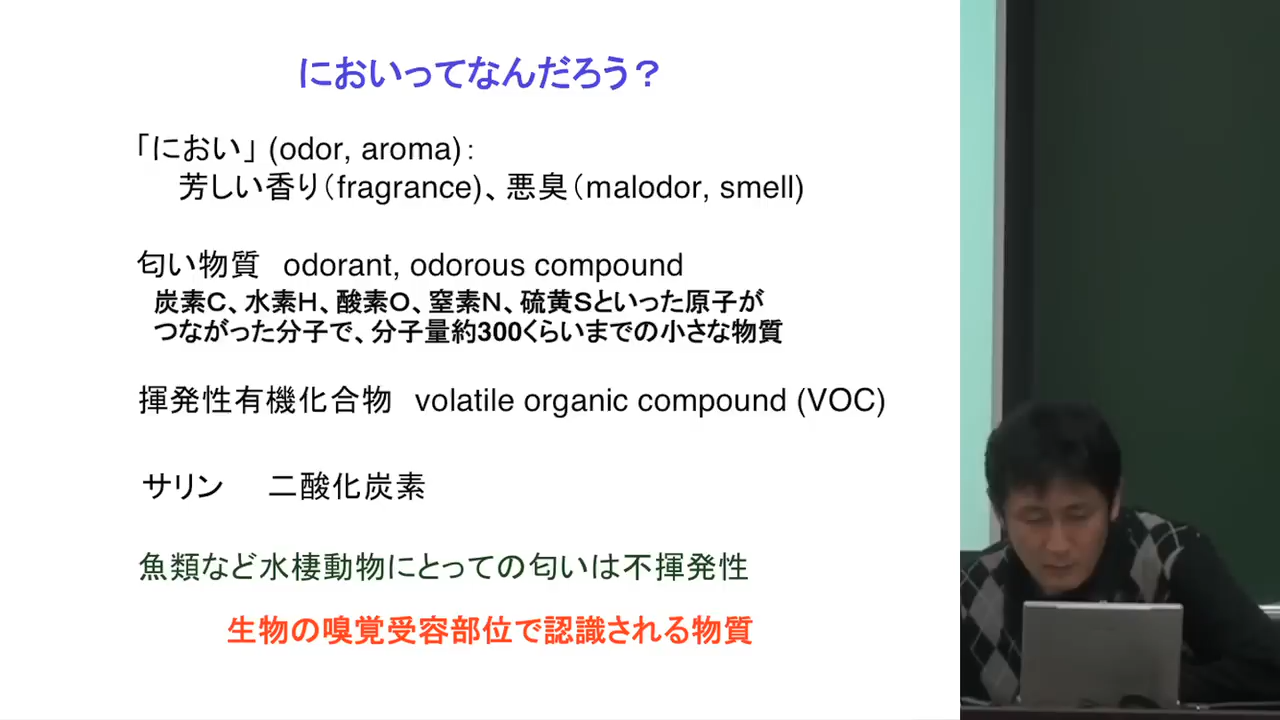 においってなんだろう？
「におい」 (odor, aroma)：
芳しい香り（fragrance)、悪臭（malodor, smell)
匂い物質　odorant, odorous compound
炭素C、水素H、酸素O、窒素N、硫黄Sといった原子が
つながった分子で、分子量約300くらいまでの小さな物質
揮発性有機化合物　volatile organic compound (VOC)
サリン　二酸化炭素
魚類など水棲動物にとっての匂いは不揮発性
生物の嗅覚受容部位で認識される物質